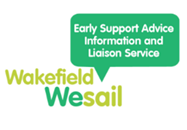 Early Support Advice
Information and
Liaison Service
Wakefield
Wesail